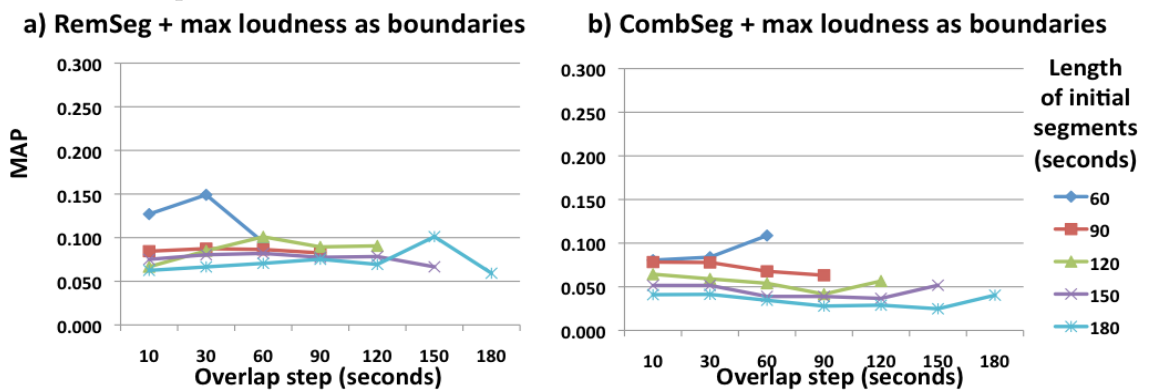 a) RemSeg + max loudness as boundaries
MAP
0.300
0.250
0.200
0.150
0.100
0.050
0.000
10 30 60 90 120 150 180
Overlap step (seconds)
b) CombSeg + max loudness as boundaries
0.300
0.250
0.200
0.150
0.100
0.050
0.000
10 30 60 90 120 150 180
Overlap step (seconds)
Length
of initial
segments
(seconds)
60
90
120
150
180